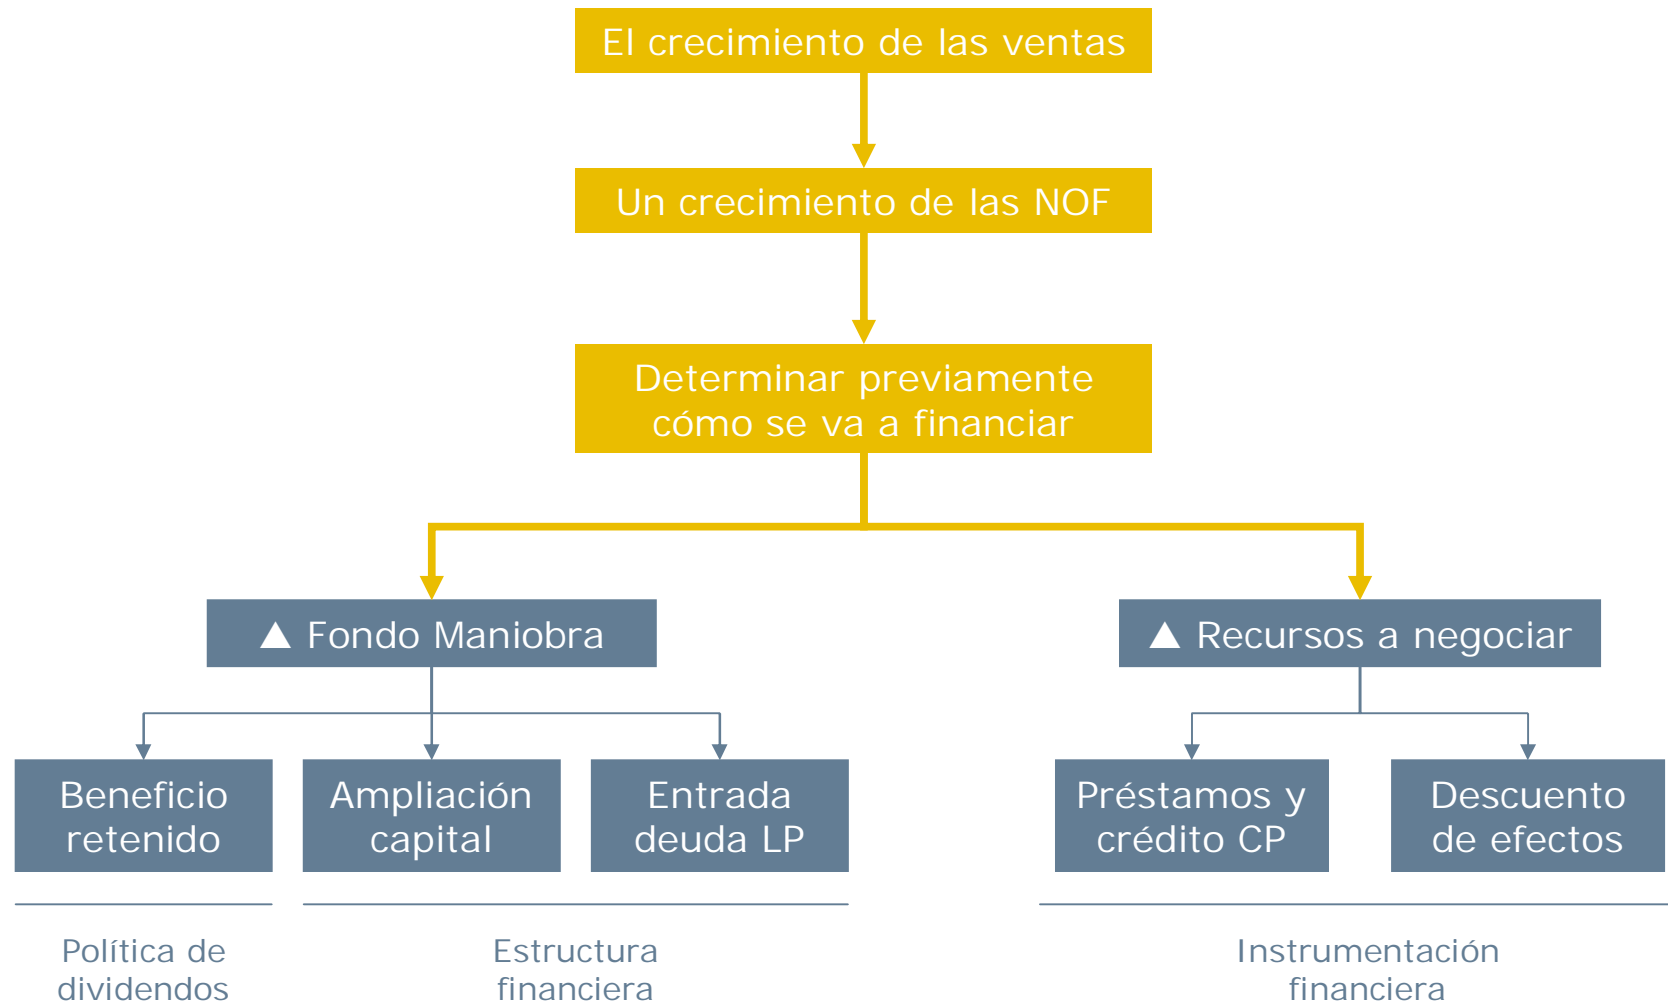 El crecimiento de las ventas
Un crecimiento de las NOF
Determinar previamente
cómo se va a financiar
▲ Fondo Maniobra
▲ Recursos a negociar
Beneficio
retenido
Ampliación
capital
Entrada
deuda LP
Préstamos y
crédito CP
Descuento
de efectos
Política de
dividendos
Estructura
financiera
Instrumentación
financiera